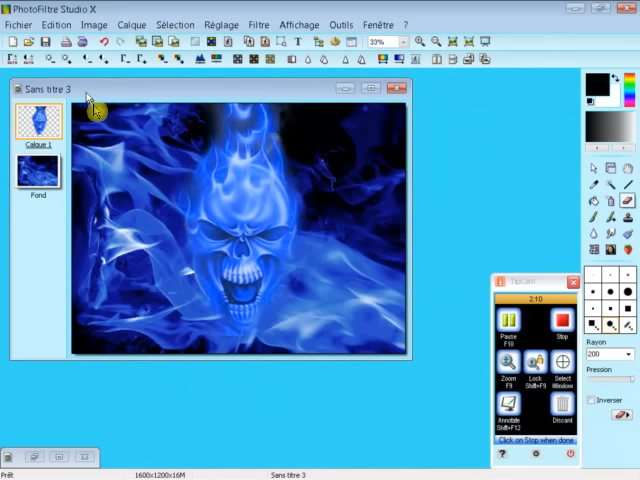 PhotoFiltre Studio X
Fichier Edition Image Calque Sélection Réglage Filtre Affichage Outils Fenêtre ?
33%
Sans titre 3
Calque 1
Fond
TipCam
2:10
Pause F10
Stop
Zoom F9
Lock Shift+F9
Select Window
Annotate Shift+F12
Discard
Click on Stop when done
Rayon
200
Pression
Inverser
Prêt
1600x1200x16M
Sans titre 3